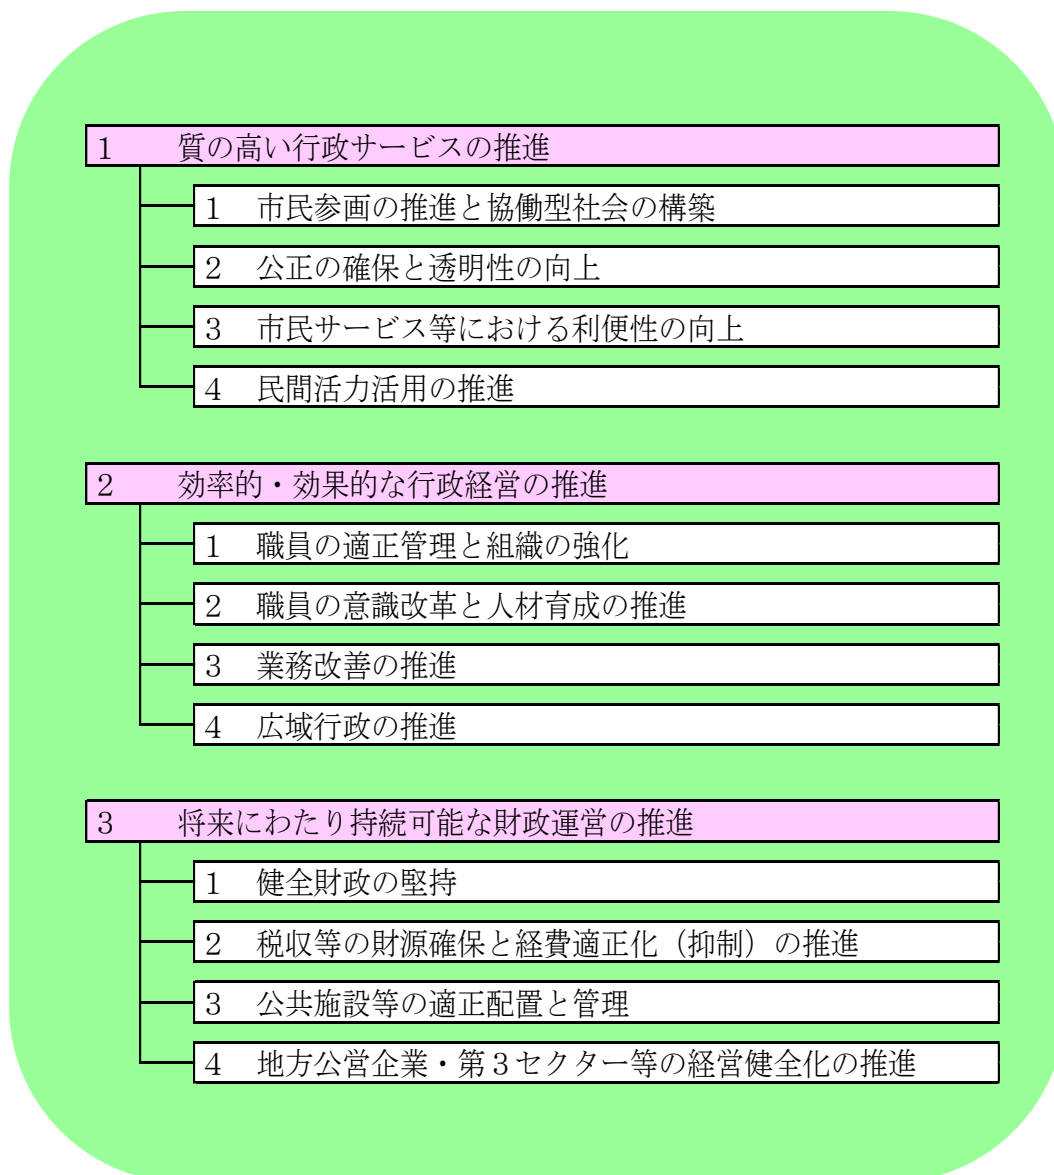 １　質の高い行政サービスの推進
１　市民参画の推進と協働型社会の構築
２　公正の確保と透明性の向上
３　市民サービス等における利便性の向上
４　民間活力活用の推進
２　効率的・効果的な行政経営の推進
１　職員の適正管理と組織の強化
２　職員の意識改革と人材育成の推進
３　業務改善の推進
４　広域行政の推進
３　将来にわたり持続可能な財政運営の推進
１　健全財政の堅持
２　税収等の財源確保と経費適正化（抑制）の推進
３　公共施設等の適正配置と管理
４　地方公営企業・第３セクター等の経営健全化の推進